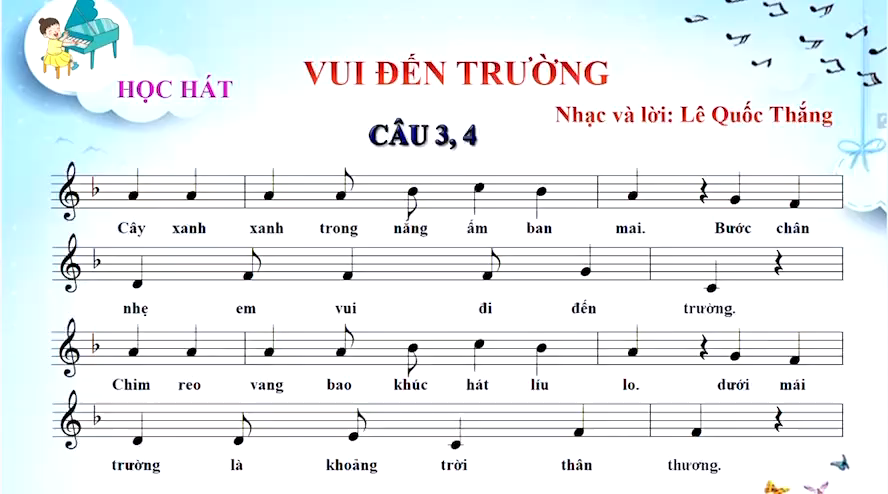 HỌC HÁT
VUI ĐẾN TRƯỜNG
Nhạc và lời: Lê Quốc Thắng
CÂU 3, 4
Cây xanh xanh trong nắng ấm ban mai. Bước chân
nhẹ em vui đi đến trường.
Chim reo vang bao khúc hát líu lo. dưới mái
trường là khoảng trời thân thương.